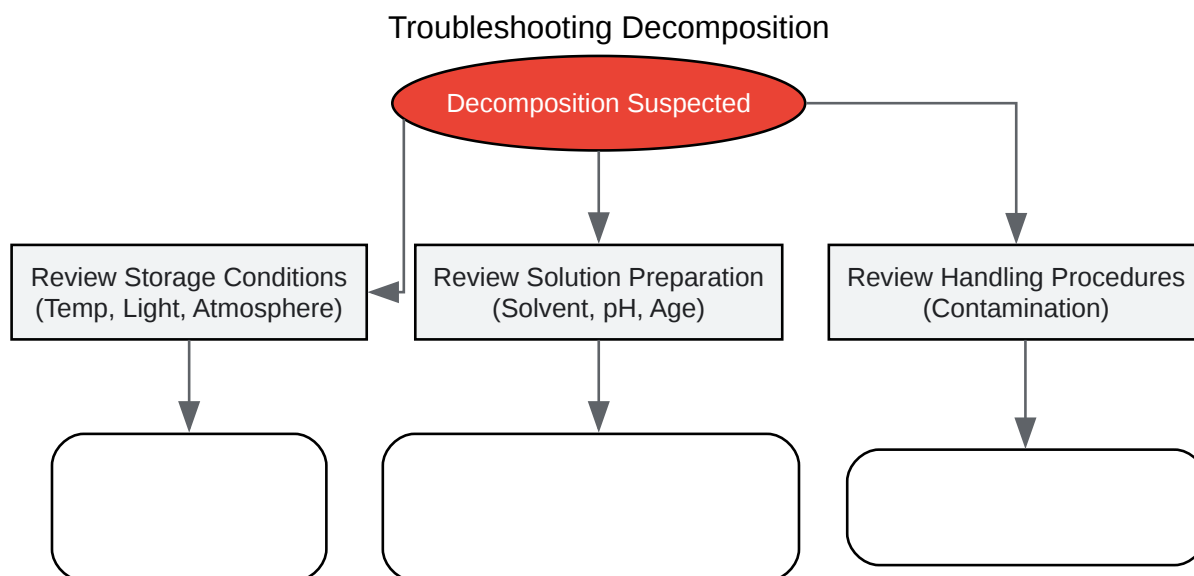 Troubleshooting Decomposition
Decomposition Suspected
Review Storage Conditions
(Temp, Light, Atmosphere)
Review Solution Preparation
(Solvent, pH, Age)
Review Handling Procedures
(Contamination)